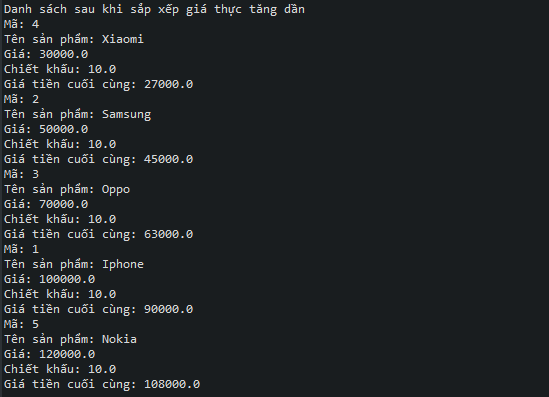 Danh sách sau khi sắp xếp giá thực tăng dần
Mã: 4
Tên sản phẩm: Xiaomi
Giá: 30000.0
Chiết khấu: 10.0
Giá tiền cuối cùng: 27000.0
Mã: 2
Tên sản phẩm: Samsung
Giá: 50000.0
Chiết khấu: 10.0
Giá tiền cuối cùng: 45000.0
Mã: 3
Tên sản phẩm: Oppo
Giá: 70000.0
Chiết khấu: 10.0
Giá tiền cuối cùng: 63000.0
Mã: 1
Tên sản phẩm: Iphone
Giá: 100000.0
Chiết khấu: 10.0
Giá tiền cuối cùng: 90000.0
Mã: 5
Tên sản phẩm: Nokia
Giá: 120000.0
Chiết khấu: 10.0
Giá tiền cuối cùng: 108000.0